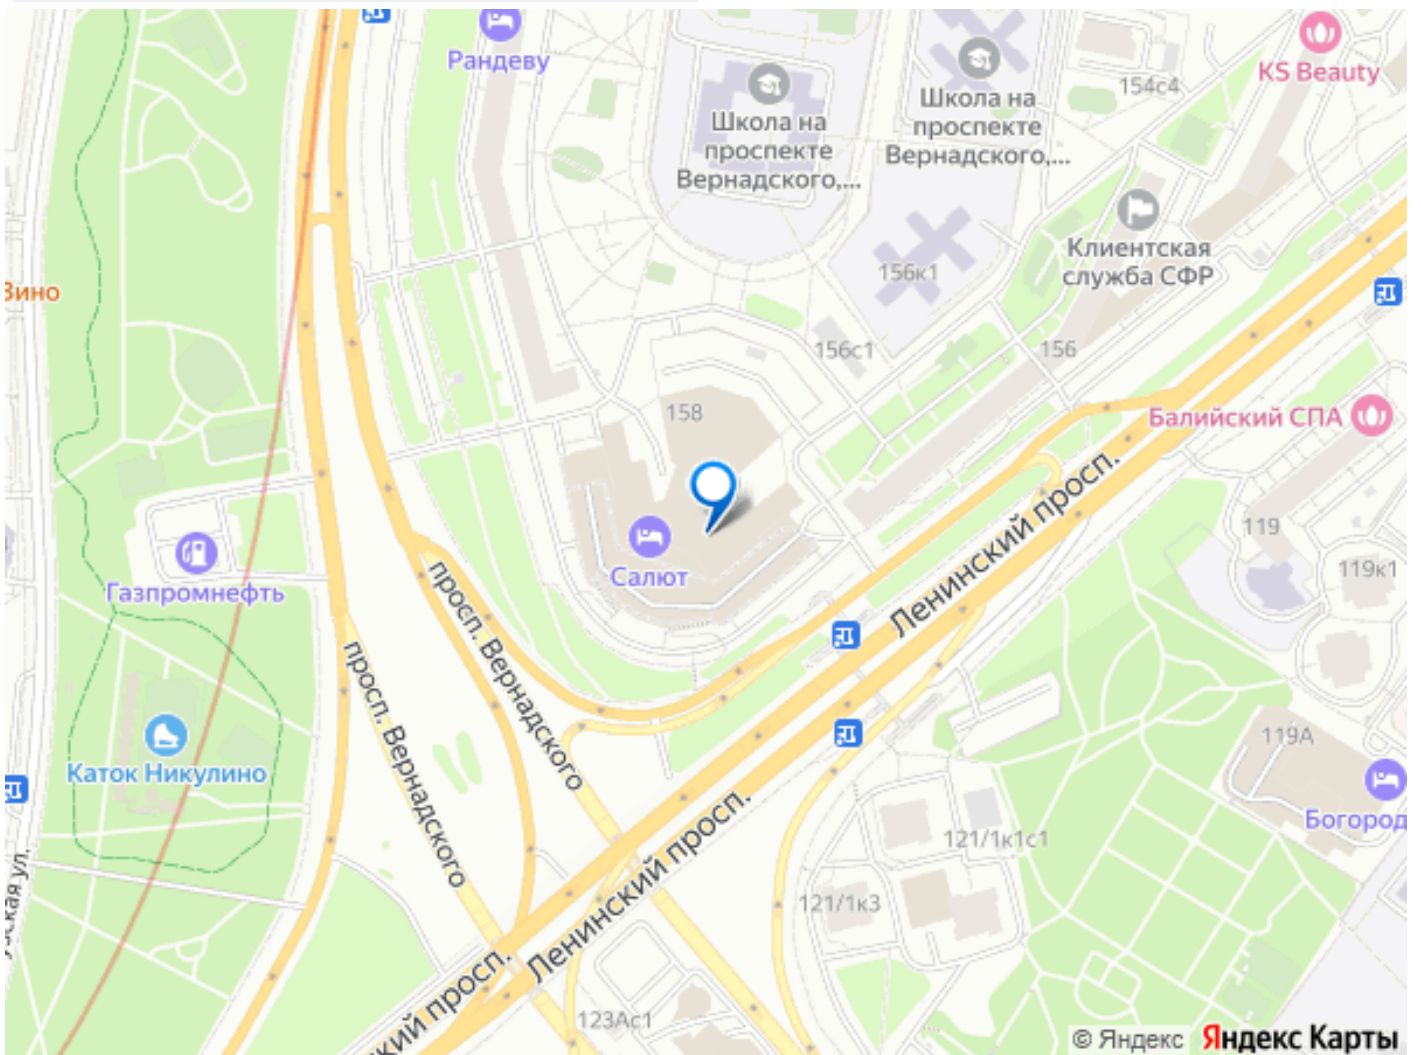 Рандеву
Школа на
проспекте
Вернадского,...
Школа на
проспекте
Вернадского,...
154с4
KS Beauty
Клиентская
служба СФР
156к1
Вино
156с1
156
158
Балийский СПА
Салют
Газпромнефть
119
119к1
Ленинский просп.
просп. Вернадского
просп. Вернадского
Каток Никулино
119А
Богород
121/1к1с1
121/1к3
Ленинский просп.
кий просп.
123Ас1
© Яндекс Яндекс Карты